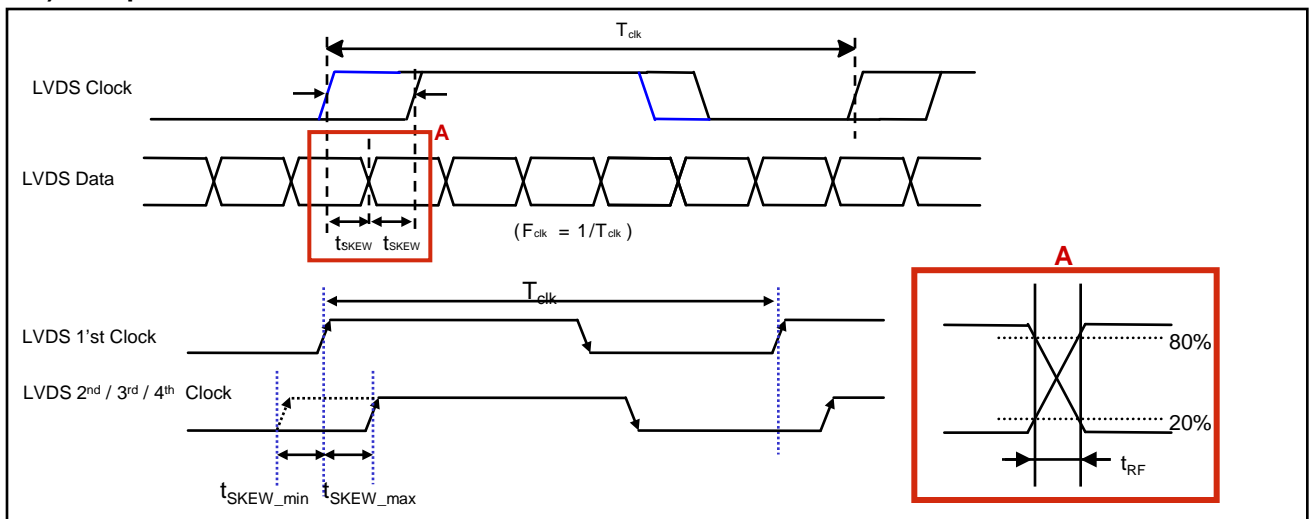 T clk
LVDS Clock
A
LVDS Data
tSKEW tSKEW
(Fclk = 1/Tclk)
A
Tclk
LVDS 1'st Clock
80%
LVDS 2nd / 3rd / 4th Clock
20%
tRF
tSKEW_min tSKEW_max